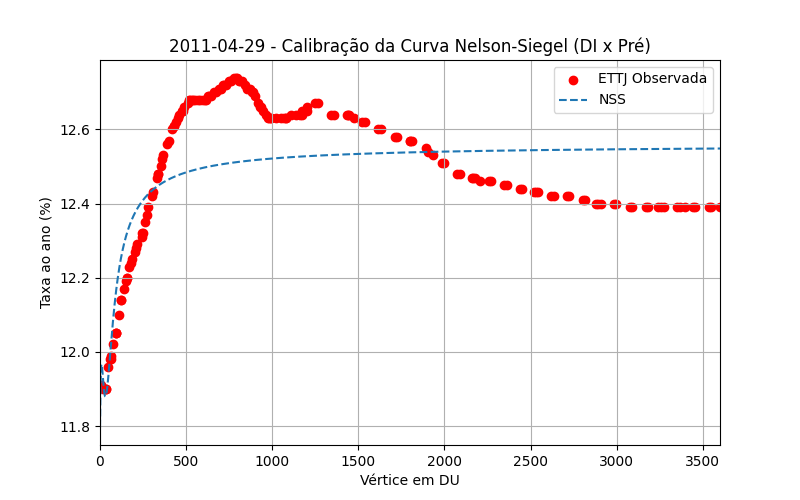 2011-04-29 - Calibração da Curva Nelson-Siegel (DI x Pré)
ETTJ Observada
NSS
Taxa ao ano (%)
12.6
12.4
12.2
12.0
11.8
0 500 1000 1500 2000 2500 3000 3500
Vértice em DU